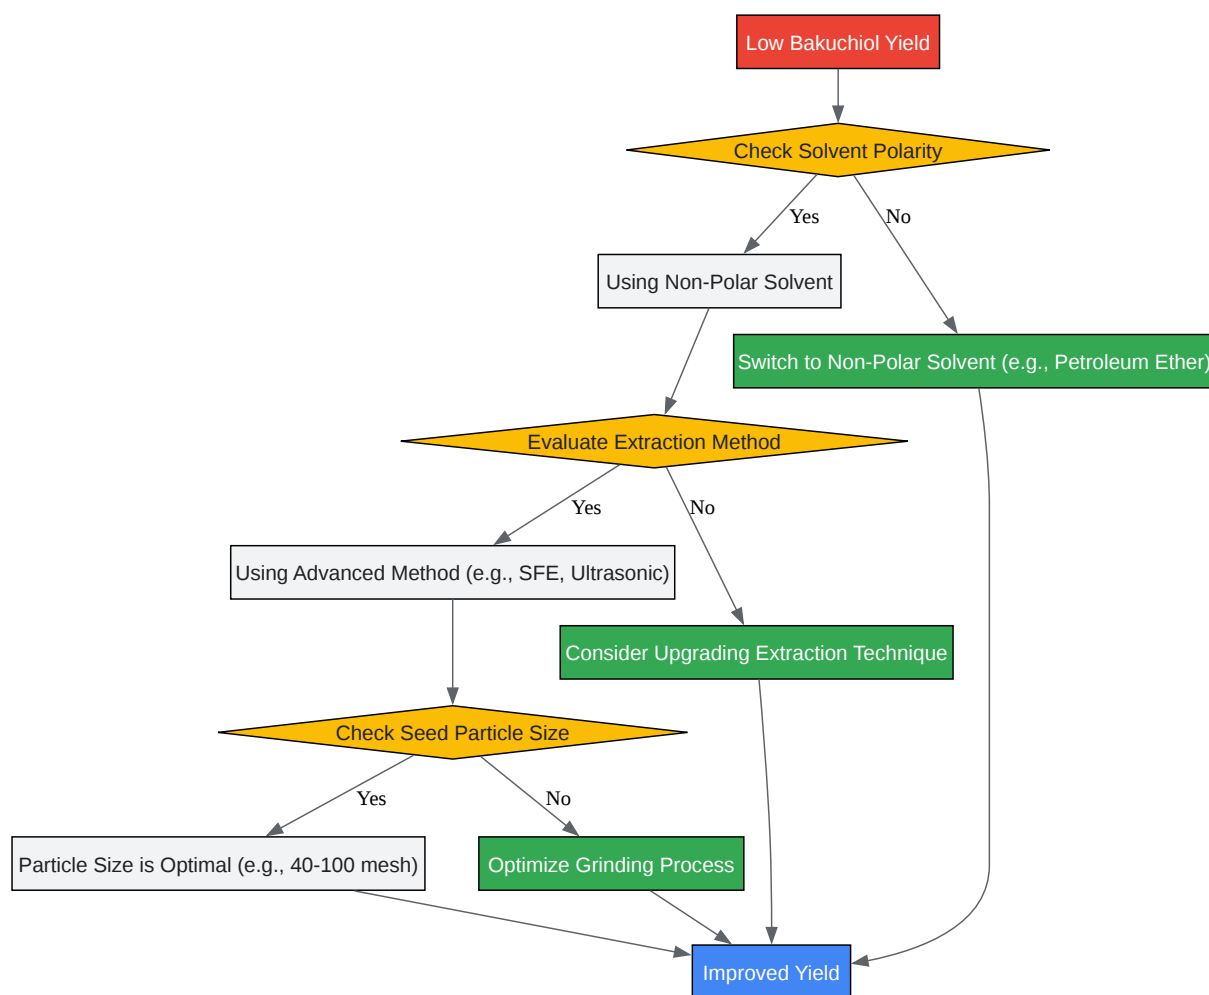 Low Bakuchiol Yield
Check Solvent Polarity
Yes
No
Using Non-Polar Solvent
Switch to Non-Polar Solvent (e.g., Petroleum Ether)
Evaluate Extraction Method
Yes
No
Using Advanced Method (e.g., SFE, Ultrasonic)
Consider Upgrading Extraction Technique
Check Seed Particle Size
Yes
No
Particle Size is Optimal (e.g., 40-100 mesh)
Optimize Grinding Process
Improved Yield